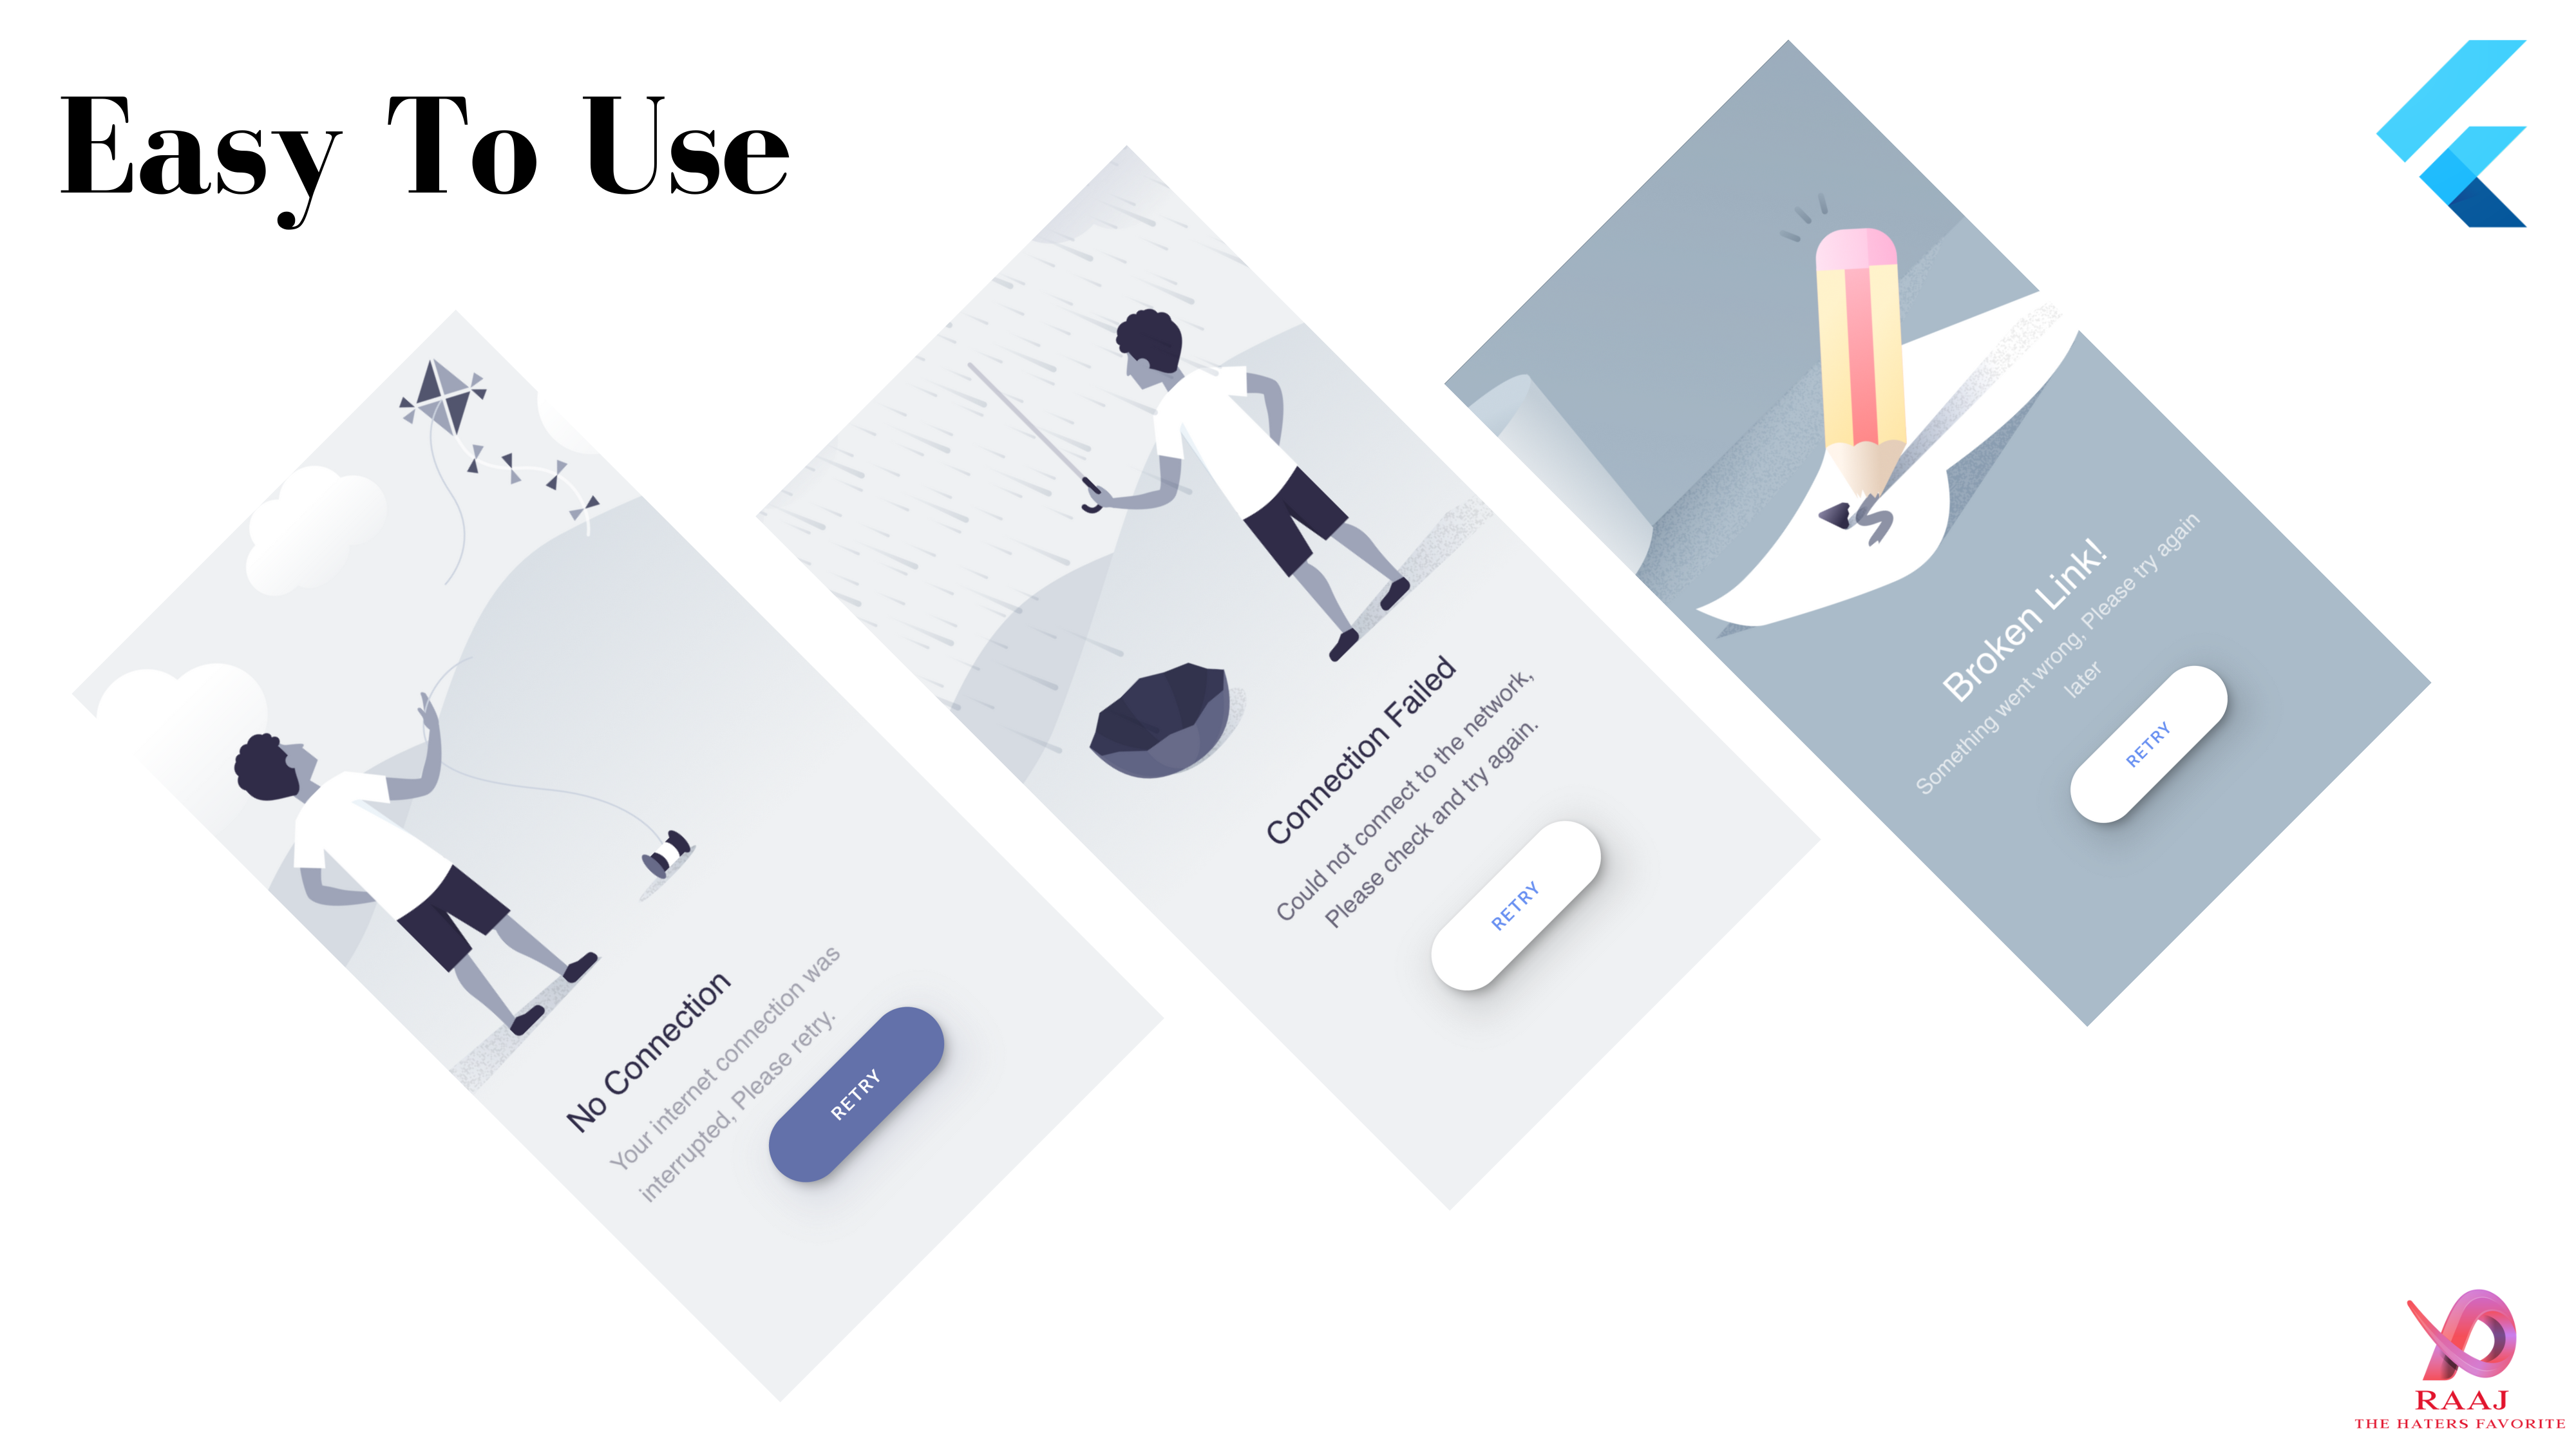 Easy To Use
No Connection
Your internet connection was
interrupted, Please retry.
RETRY
Connection Failed
Could not connect to the network,
Please check and try again.
RETRY
Broken Link!
Something went wrong, Please try again
later
RETRY
RAAJ
THE HATERS FAVORITE